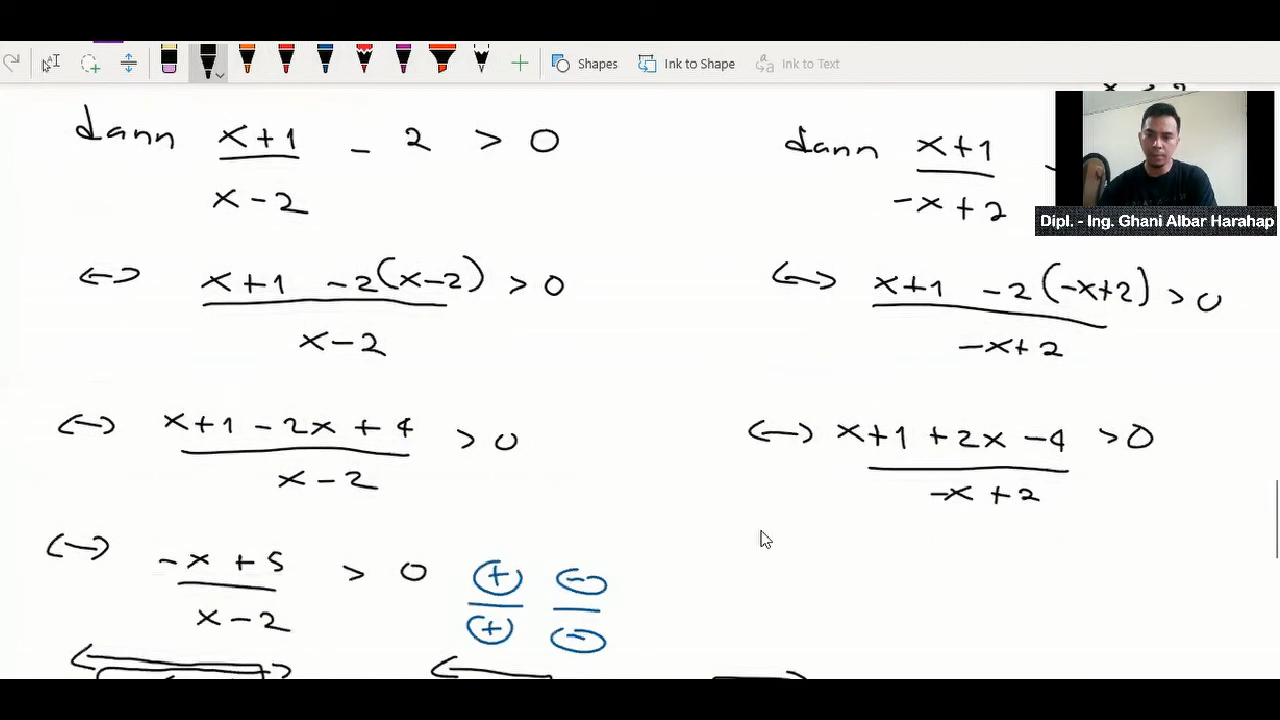 Shapes Ink to Shape Ink to Text
Dipl. - Ing. Ghani Albar Harahap
dann x+1 - 2 > 0
x-2
<-> x+1 -2(x-2) > 0
x-2
<-> x+1-2x+4 > 0
x-2
<-> -x+5 > 0
x-2
+ -
+ -
dann x+1
-x+2
<-> x+1 -2(-x+2) > 0
-x+2
<-> x+1+2x-4 > 0
-x+2